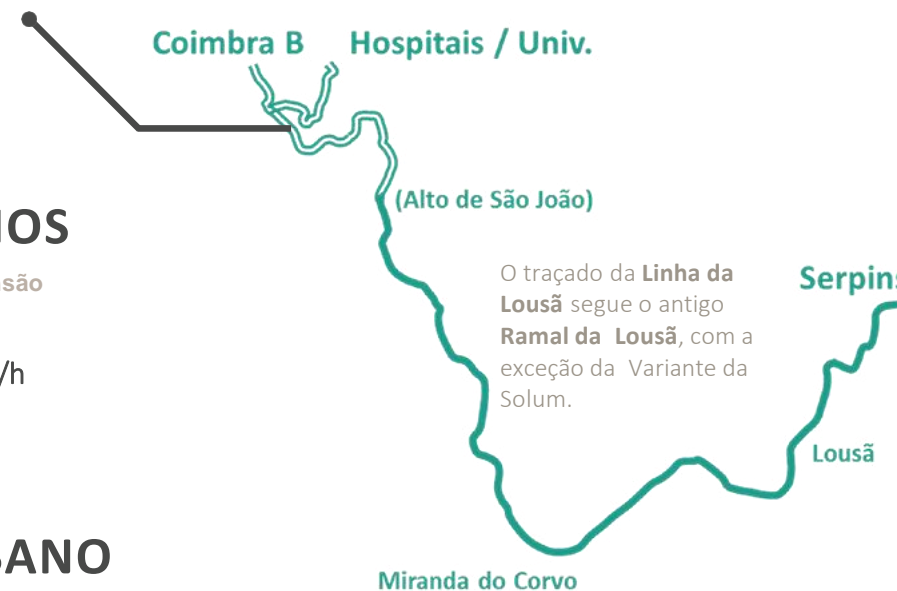 Coimbra B
Hospitais / Univ.
(Alto de São João)
O traçado da Linha da
Lousã segue o antigo
Ramal da Lousã, com a
exceção da Variante da
Solum.
Lousã
Miranda do Corvo
/h